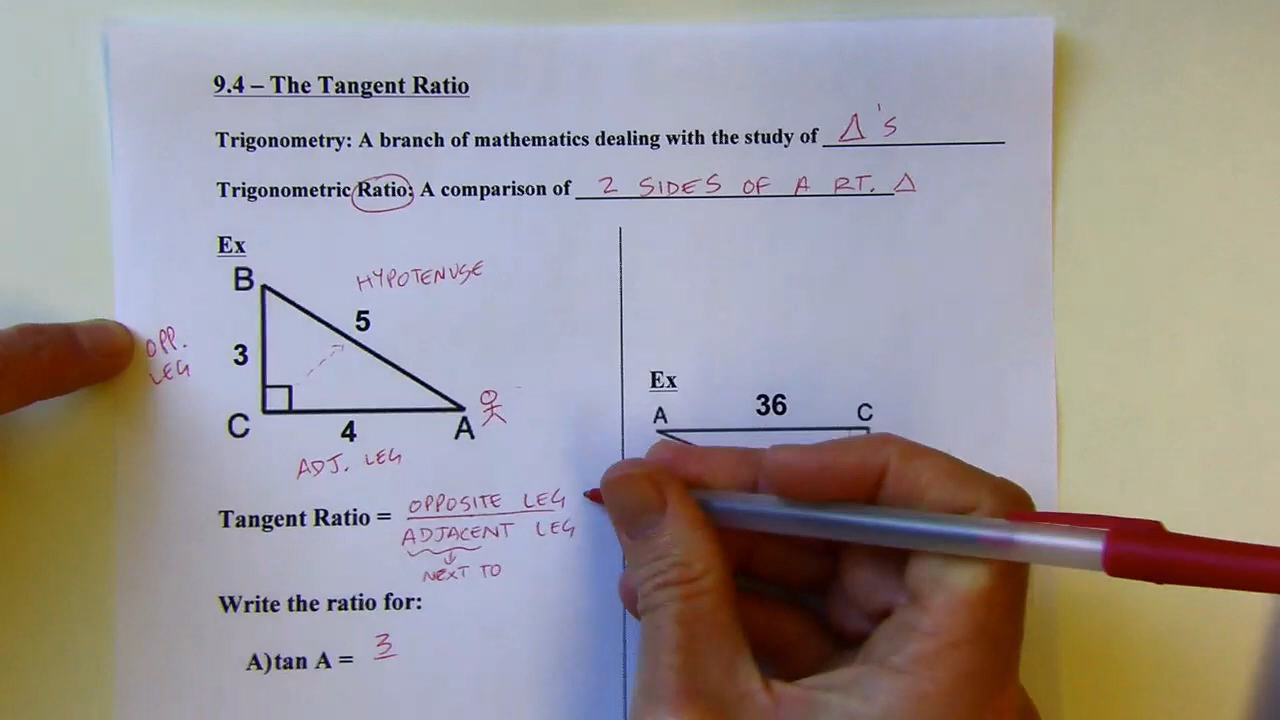 9.4 – The Tangent Ratio
Trigonometry: A branch of mathematics dealing with the study of Δ's
Trigonometric Ratio: A comparison of 2 SIDES OF A RT. Δ
Ex
B
HYPOTENUSE
5
OPP.
LEG
3
C
4
A
ADJ. LEG
Ex
A
36
C
Tangent Ratio = OPPOSITE LEG
ADJACENT LEG
NEXT TO
Write the ratio for:
A)tan A = 3